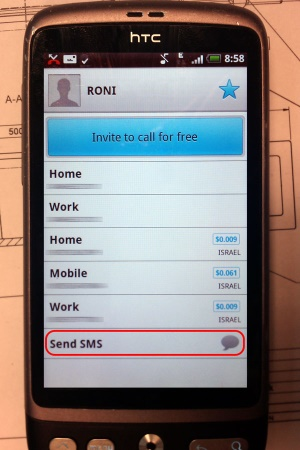 htc
E
8:58
RONI
Invite to call for free
Home
Work
Home
$0.009
ISRAEL
Mobile
$0.061
ISRAEL
Work
$0.009
ISRAEL
Send SMS
A-A
500